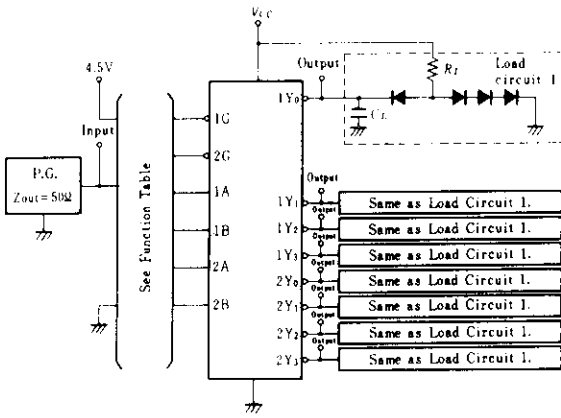 Vcc
4.5V
Output
RL
Load circuit 1
Input
1Y0
CL
1G
P.G.
Zout=50Ω
2G
See Function Table
1A
1B
2A
2B
Output
1Y1
Same as Load Circuit 1.
Output
1Y2
Same as Load Circuit 1.
Output
1Y3
Same as Load Circuit 1.
Output
2Y0
Same as Load Circuit 1.
Output
2Y1
Same as Load Circuit 1.
Output
2Y2
Same as Load Circuit 1.
Output
2Y3
Same as Load Circuit 1.